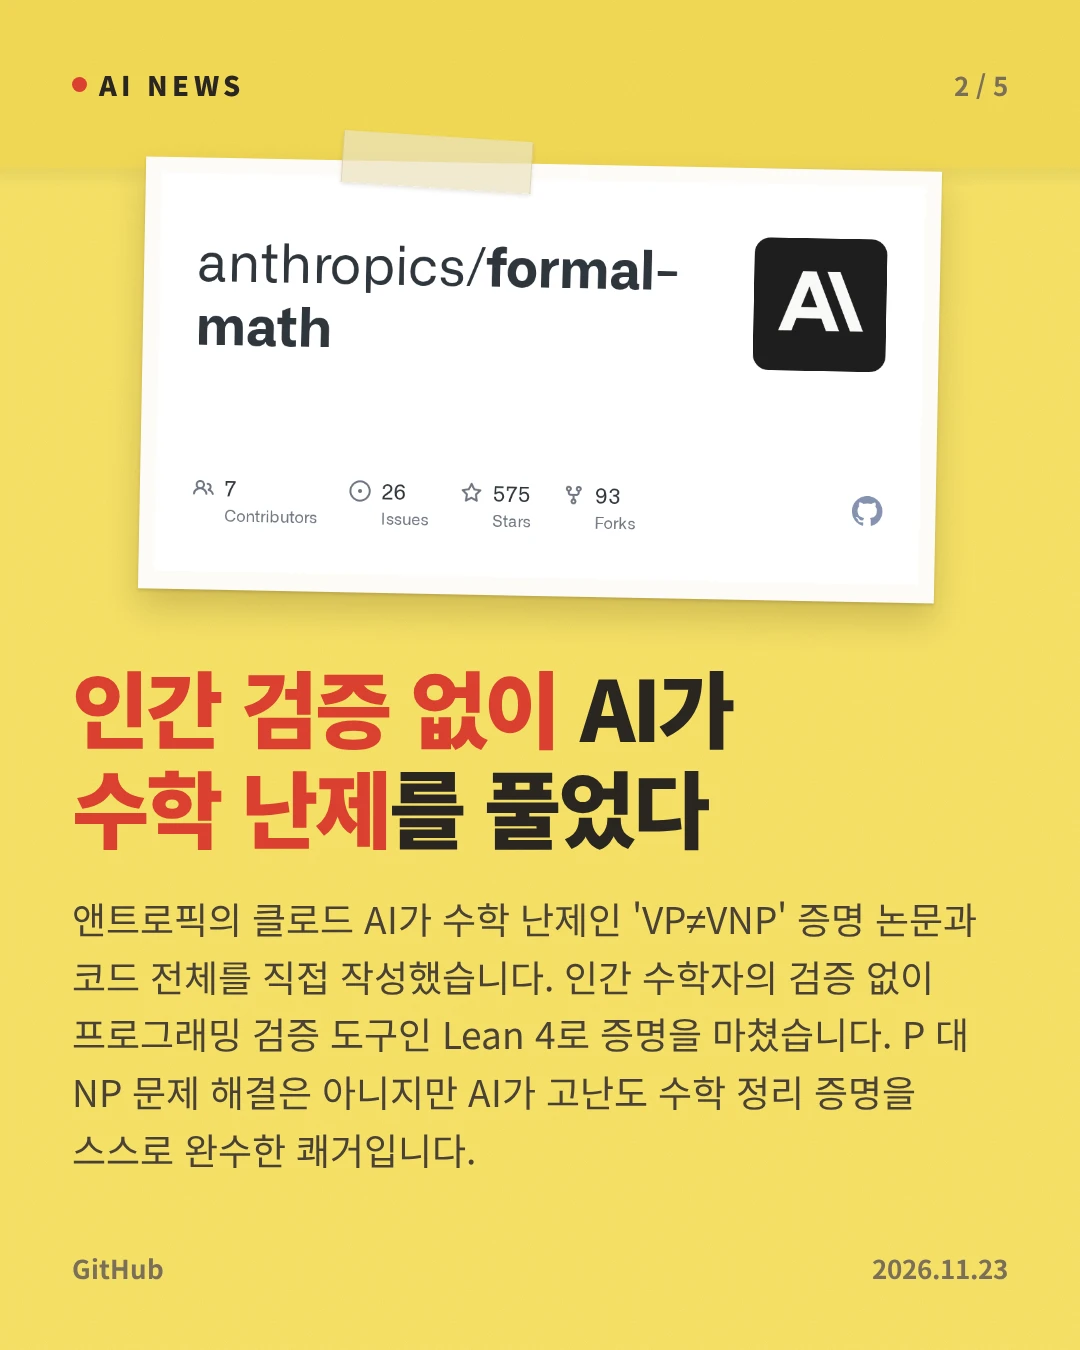 AI NEWS
2 / 5
anthropics/formal-
math
7
Contributors
26
Issues
575
Stars
93
Forks
인간 검증 없이 AI가
수학 난제를 풀었다
앤트로픽의 클로드 AI가 수학 난제인 'VP≠VNP' 증명 논문과
코드 전체를 직접 작성했습니다. 인간 수학자의 검증 없이
프로그래밍 검증 도구인 Lean 4로 증명을 마쳤습니다. P 대
NP 문제 해결은 아니지만 AI가 고난도 수학 정리 증명을
스스로 완수한 쾌거입니다.
GitHub
2026.11.23